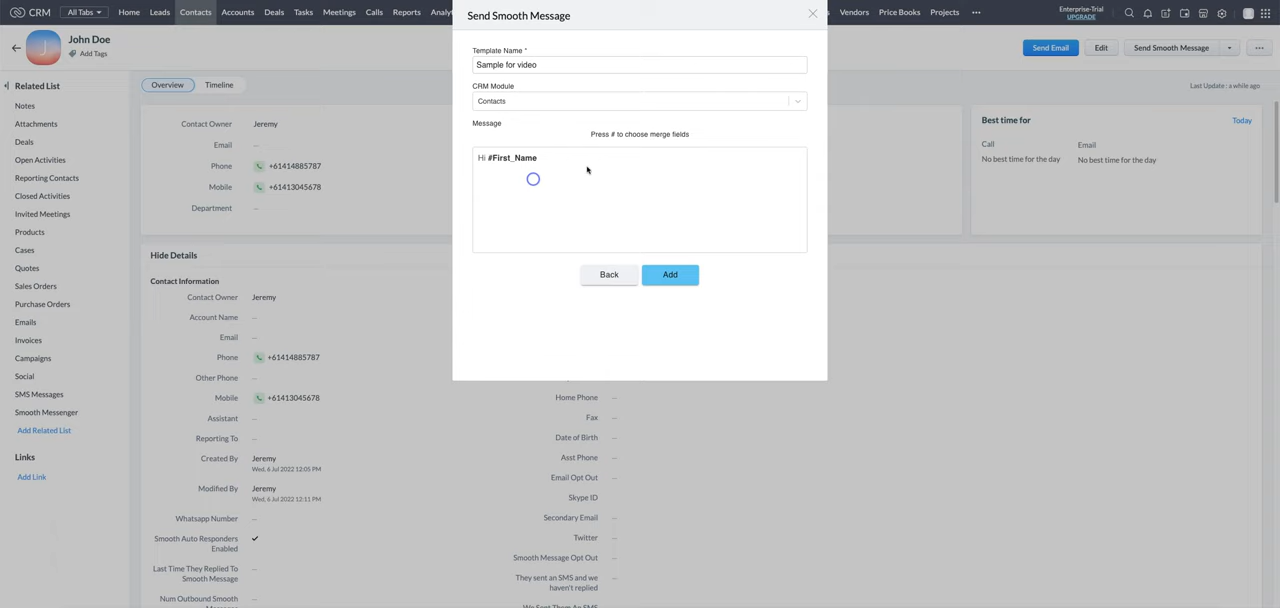 CRM All Tabs Home Leads Contacts Accounts Deals Tasks Meetings Calls Reports Vendors Price Books Projects Enterprise-Trial UPGRADE
Send Smooth Message
John Doe
Add Tags
Send Email Edit Send Smooth Message
Related List
Overview Timeline
Last Update : a while ago
Notes
Attachments
Deals
Open Activities
Reporting Contacts
Closed Activities
Invited Meetings
Products
Cases
Quotes
Sales Orders
Purchase Orders
Emails
Invoices
Campaigns
Social
SMS Messages
Smooth Messenger
Add Related List
Links
Add Link
Contact Owner Jeremy
Email
Phone +61414885787
Mobile +61413045678
Department
Template Name *
Sample for video
CRM Module
Contacts
Message
Press # to choose merge fields
Hi #First_Name
Back Add
Best time for Today
Call Email
No best time for the day No best time for the day
Hide Details
Contact Information
Contact Owner Jeremy
Account Name
Email
Phone +61414885787
Other Phone
Mobile +61413045678
Assistant
Reporting To
Created By Jeremy
Wed, 6 Jul 2022 12:05 PM
Modified By Jeremy
Wed, 6 Jul 2022 12:11 PM
Whatsapp Number
Smooth Auto Responders
Enabled
Last Time They Replied To
Smooth Message
Num Outbound Smooth
Home Phone
Fax
Date of Birth
Asst Phone
Email Opt Out
Skype ID
Secondary Email
Twitter
Smooth Message Opt Out
They sent an SMS and we
haven't replied
We Sent Them An SMS